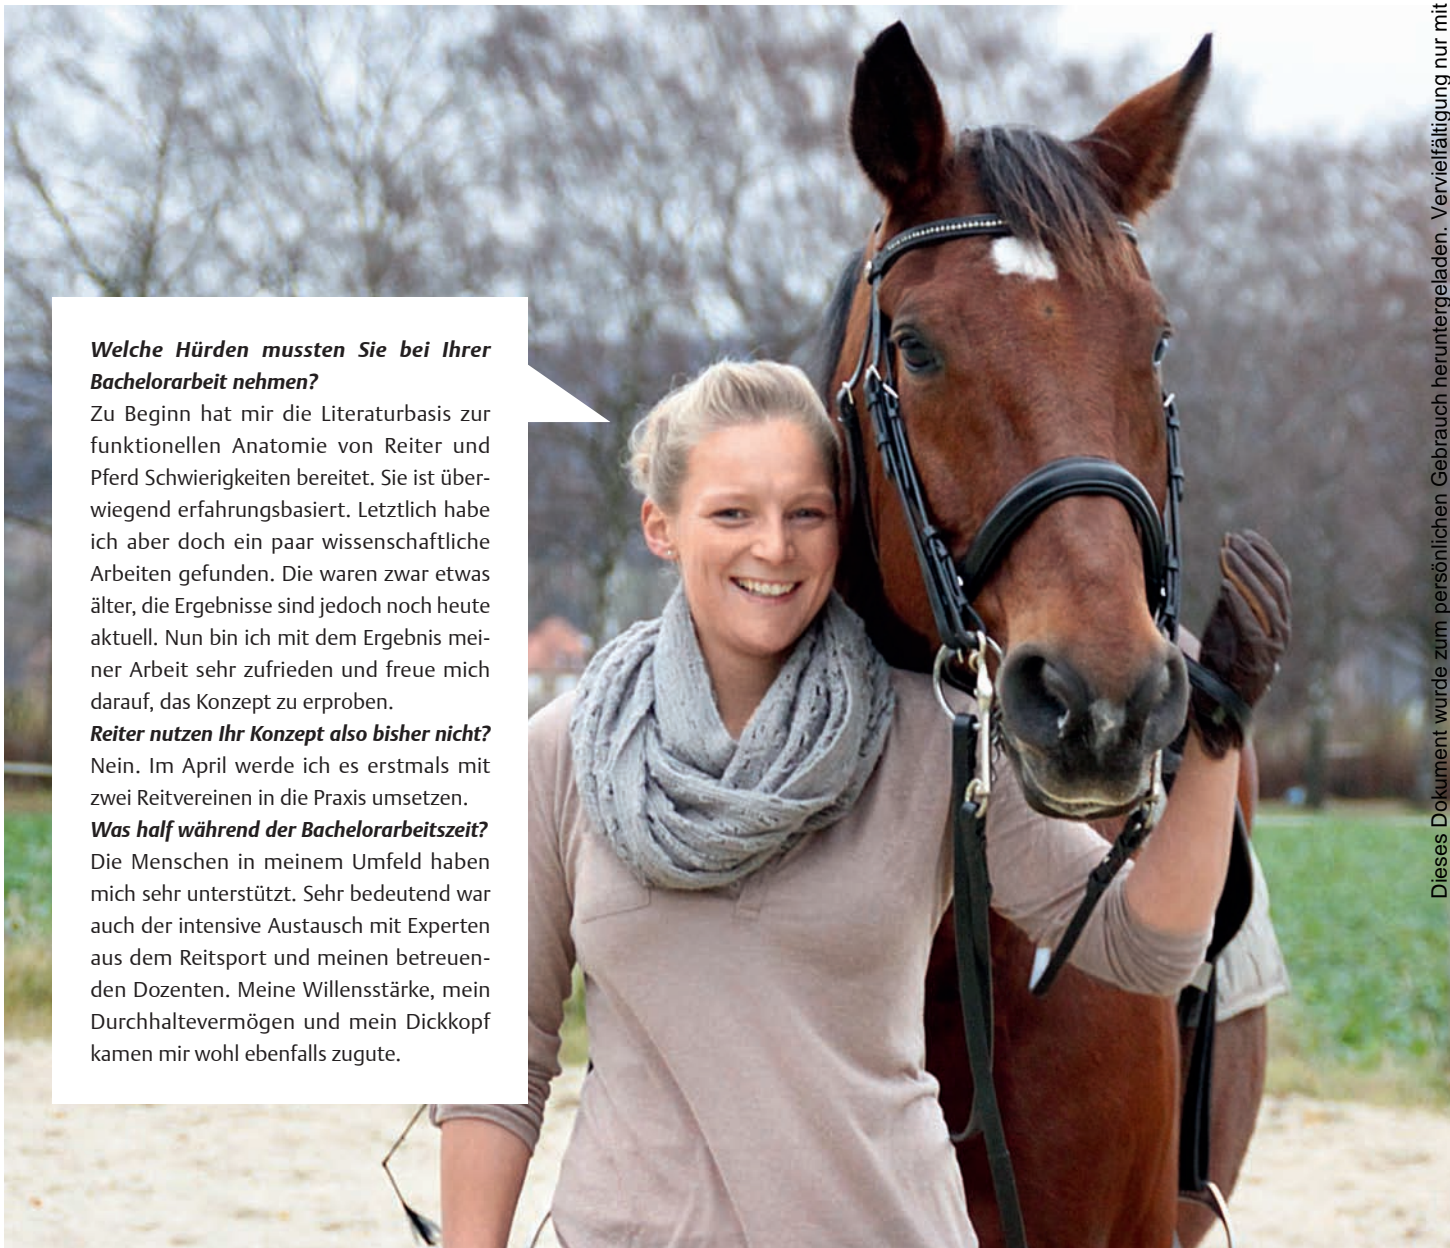 Welche Hürden mussten Sie bei Ihrer
Bachelorarbeit nehmen?
Zu Beginn hat mir die Literaturbasis zur
funktionellen Anatomie von Reiter und
Pferd Schwierigkeiten bereitet. Sie ist über-
wiegend erfahrungsbasiert. Letztlich habe
ich aber doch ein paar wissenschaftliche
Arbeiten gefunden. Die waren zwar etwas
älter, die Ergebnisse sind jedoch noch heute
aktuell. Nun bin ich mit dem Ergebnis mei-
ner Arbeit sehr zufrieden und freue mich
darauf, das Konzept zu erproben.
Reiter nutzen Ihr Konzept also bisher nicht?
Nein. Im April werde ich es erstmals mit
zwei Reitvereinen in die Praxis umsetzen.
Was half während der Bachelorarbeitszeit?
Die Menschen in meinem Umfeld haben
mich sehr unterstützt. Sehr bedeutend war
auch der intensive Austausch mit Experten
aus dem Reitsport und meinen betreuen-
den Dozenten. Meine Willensstärke, mein
Durchhaltevermögen und mein Dickkopf
kamen mir wohl ebenfalls zugute.
Dieses Dokument wurde zum persönlichen Gebrauch heruntergeladen. Vervielfältigung nur mit